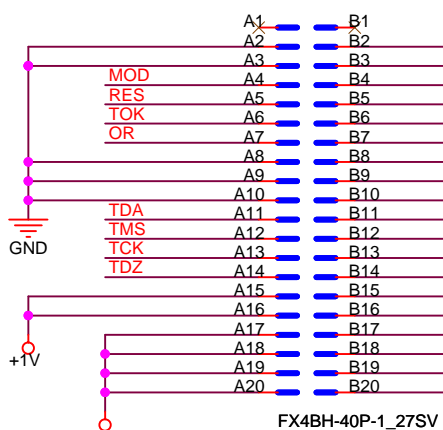 A1 B1
A2 B2
A3 B3
MOD A4 B4
RES A5 B5
TOK A6 B6
OR A7 B7
A8 B8
A9 B9
A10 B10
TDA A11 B11
GND TMS A12 B12
TCK A13 B13
TDZ A14 B14
A15 B15
A16 B16
A17 B17
+1V A18 B18
A19 B19
A20 B20
FX4BH-40P-1_27SV